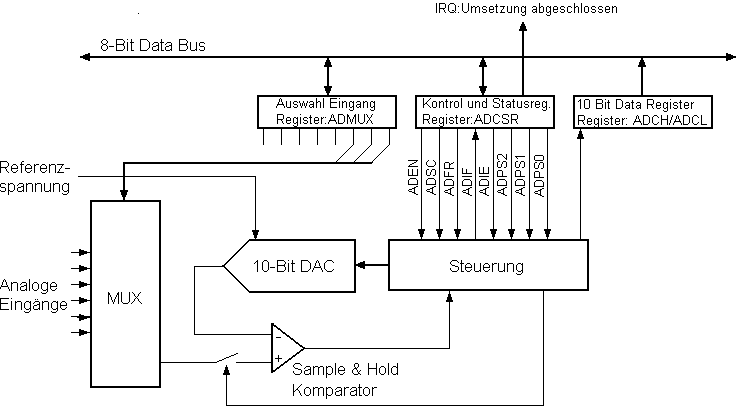 IRQ:Umsetzung abgeschlossen
8-Bit Data Bus
Auswahl Eingang
Register:ADMUX
Kontrol und Statusreg.
Register:ADCSR
10 Bit Data Register
Register: ADCH/ADCL
ADEN
ADSC
ADFR
ADIF
ADIE
ADPS2
ADPS1
ADPS0
Referenz-
spannung
10-Bit DAC
Steuerung
Analoge
Eingänge
MUX
-
+
Sample & Hold
Komparator